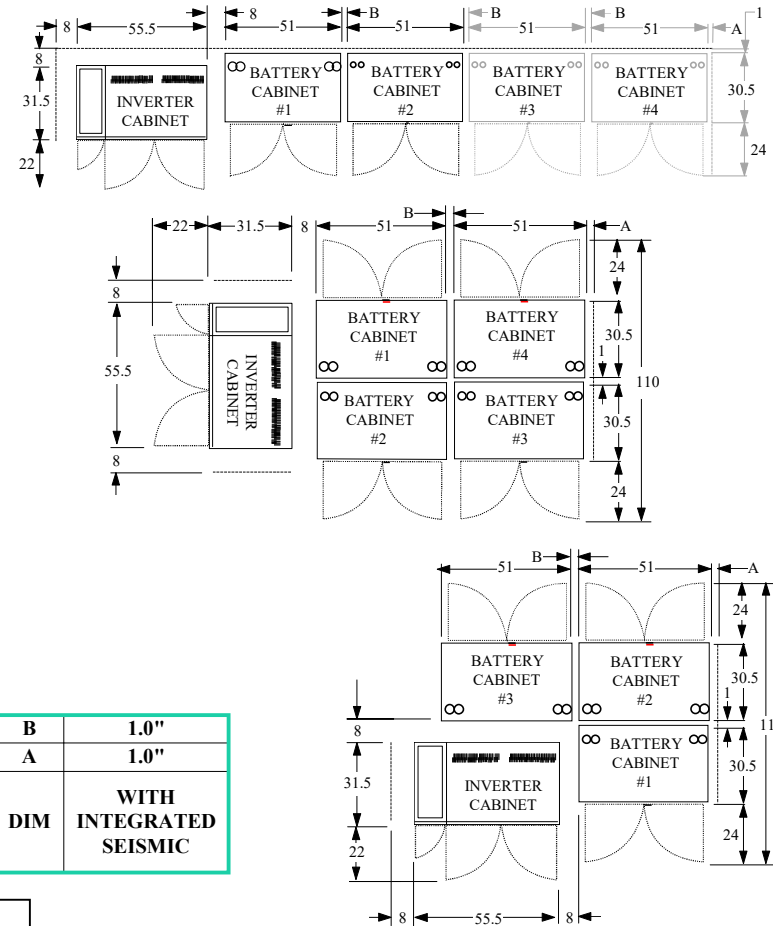 8 55.5 8 51 B 51 B 51 B 51 A 1
8
31.5
22
INVERTER
CABINET
BATTERY
CABINET
#1
BATTERY
CABINET
#2
BATTERY
CABINET
#3
BATTERY
CABINET
#4
30.5
24
22 31.5 8 51 B 51 A
8
55.5
8
INVERTER
CABINET
BATTERY
CABINET
#1
BATTERY
CABINET
#4
BATTERY
CABINET
#2
BATTERY
CABINET
#3
24
30.5
1
110
30.5
24
51 B 51 A
BATTERY
CABINET
#3
BATTERY
CABINET
#2
BATTERY
CABINET
#1
24
30.5
1
11
30.5
24
8
31.5
22
INVERTER
CABINET
8 55.5 8
B 1.0"
A 1.0"
DIM WITH
INTEGRATED
SEISMIC